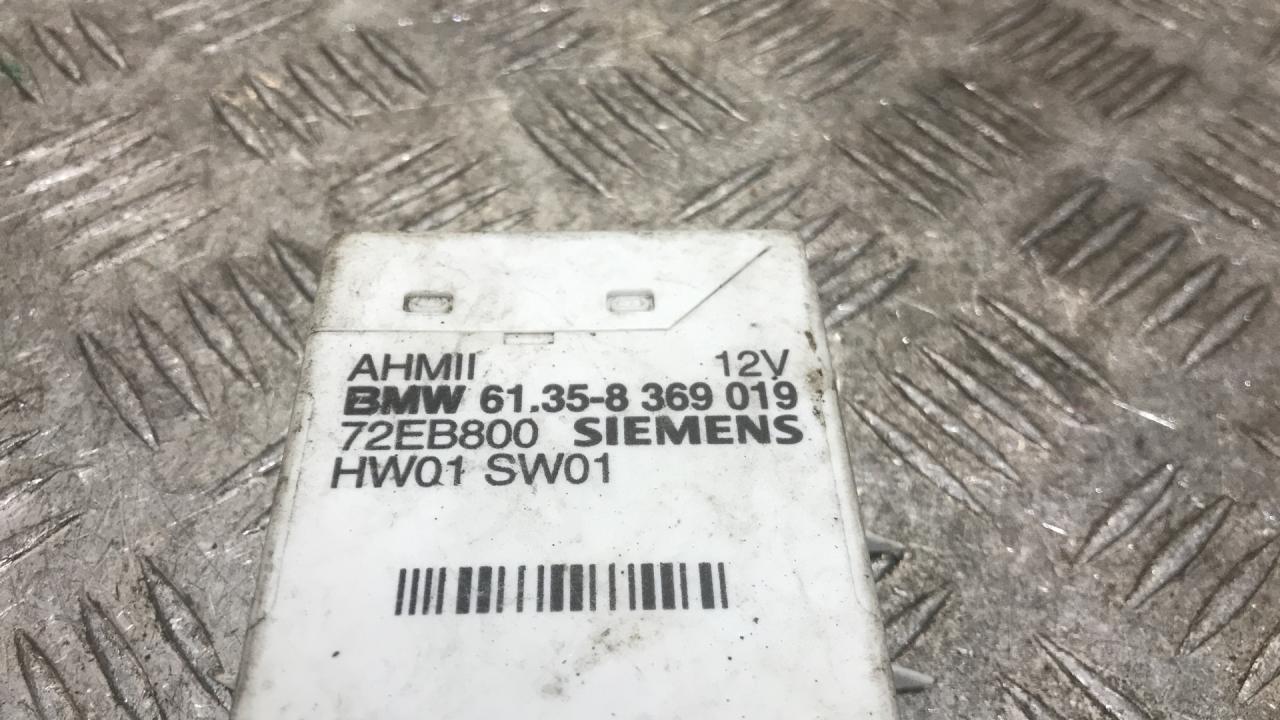 AHMII 12V
BMW 61.35-8 369 019
72EB800 SIEMENS
HW01 SW01